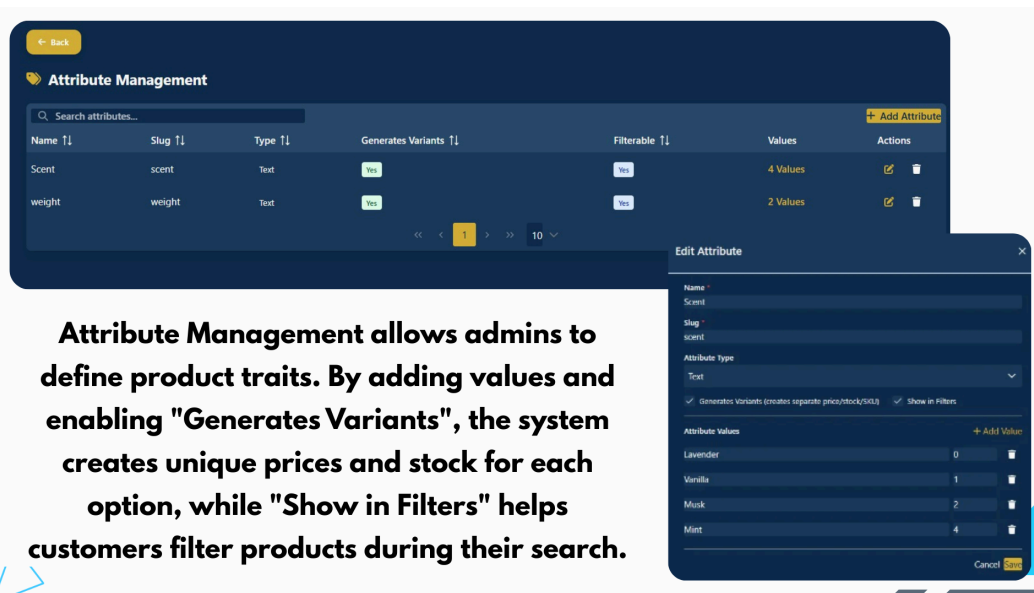 ← Back
Attribute Management
Search attributes...
+ Add Attribute
Name ↑↓ Slug ↑↓ Type ↑↓ Generates Variants ↑↓ Filterable ↑↓ Values Actions
Scent scent Text Yes Yes 4 Values
weight weight Text Yes Yes 2 Values
« ‹ 1 › » 10
Attribute Management allows admins to
define product traits. By adding values and
enabling "Generates Variants", the system
creates unique prices and stock for each
option, while "Show in Filters" helps
customers filter products during their search.
Edit Attribute ×
Name *
Scent
Slug *
scent
Attribute Type
Text
Generates Variants (creates separate price/stock/SKU) Show in Filters
Attribute Values + Add Value
Lavender 0
Vanilla 1
Musk 2
Mint 4
Cancel Save